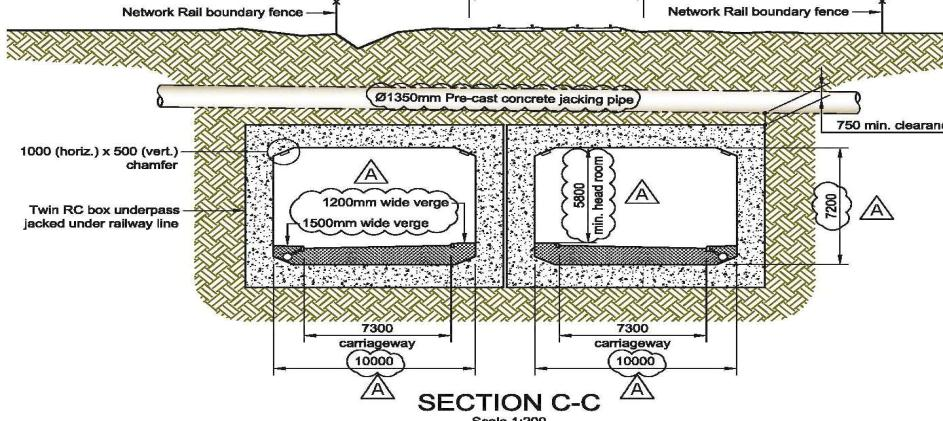 Network Rail boundary fence
Network Rail boundary fence
Ø1350mm Pre-cast concrete jacking pipe
750 min. clearanc
1000 (horiz.) x 500 (vert.)
chamfer
A
1200mm wide verge
1500mm wide verge
5800
min. head room
A
7200
A
Twin RC box underpass
jacked under railway line
7300
carriageway
10000
A
7300
carriageway
10000
A
SECTION C-C
Scale 1:200